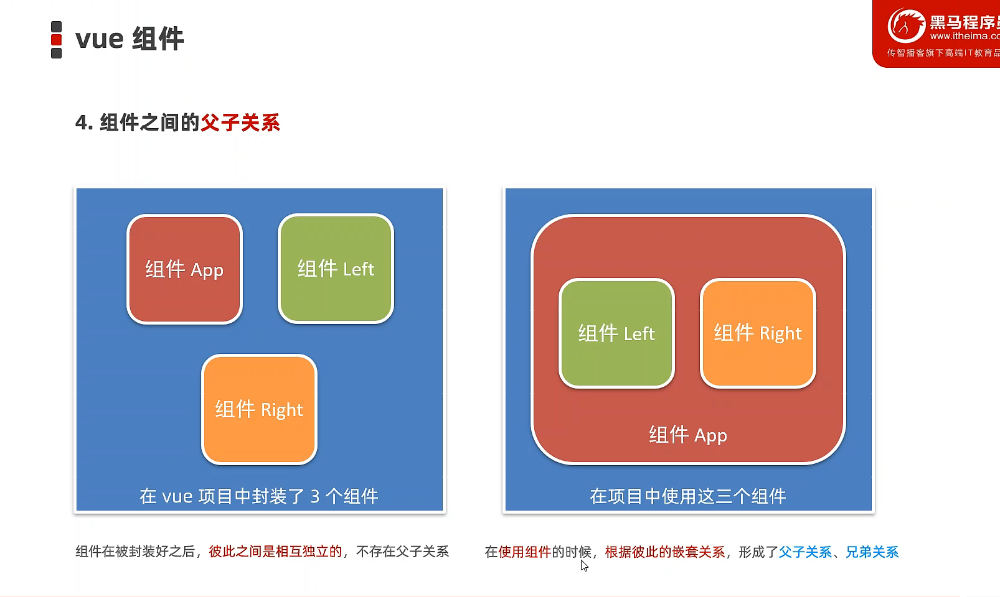 vue 组件
黑马程序
www.itheima.co
传智播客旗下高端IT教育品
4. 组件之间的父子关系
组件 App
组件 Left
组件 Right
在 vue 项目中封装了 3 个组件
组件 Left
组件 Right
组件 App
在项目中使用这三个组件
组件在被封装好之后，彼此之间是相互独立的，不存在父子关系
在使用组件的时候，根据彼此的嵌套关系，形成了父子关系、兄弟关系